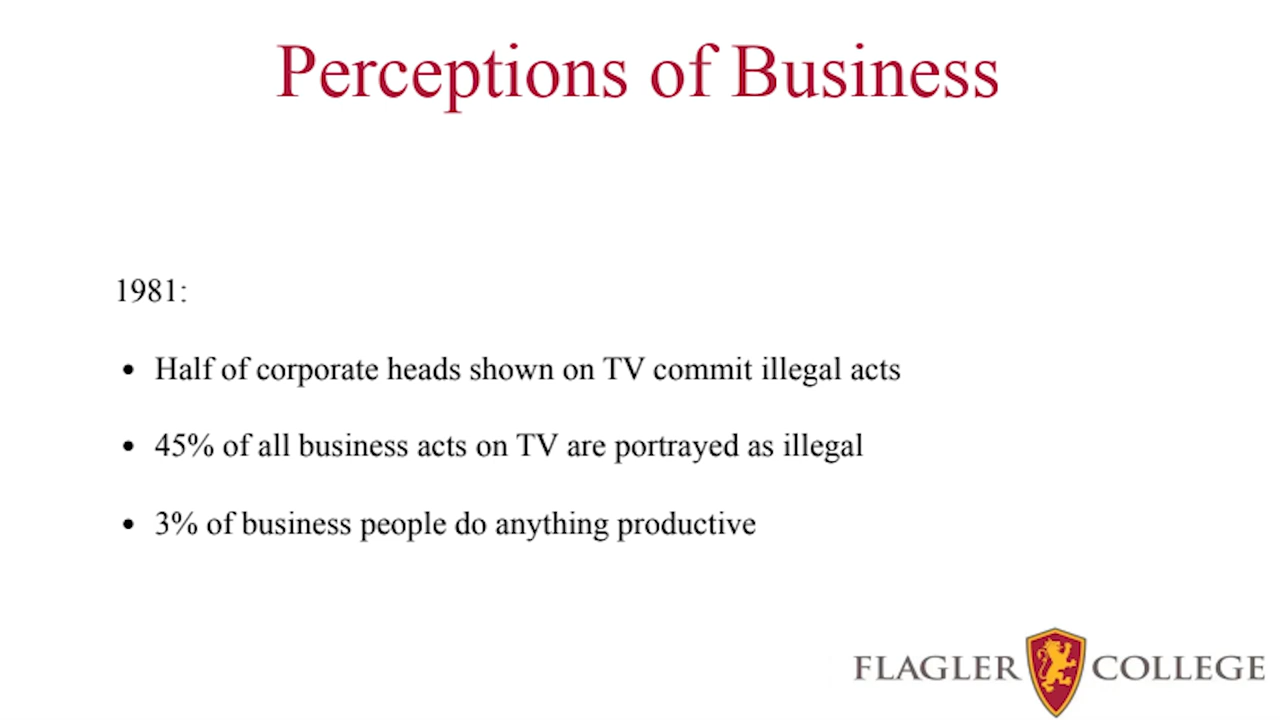 Perceptions of Business
1981:
• Half of corporate heads shown on TV commit illegal acts
• 45% of all business acts on TV are portrayed as illegal
• 3% of business people do anything productive
FLAGLER COLLEGE